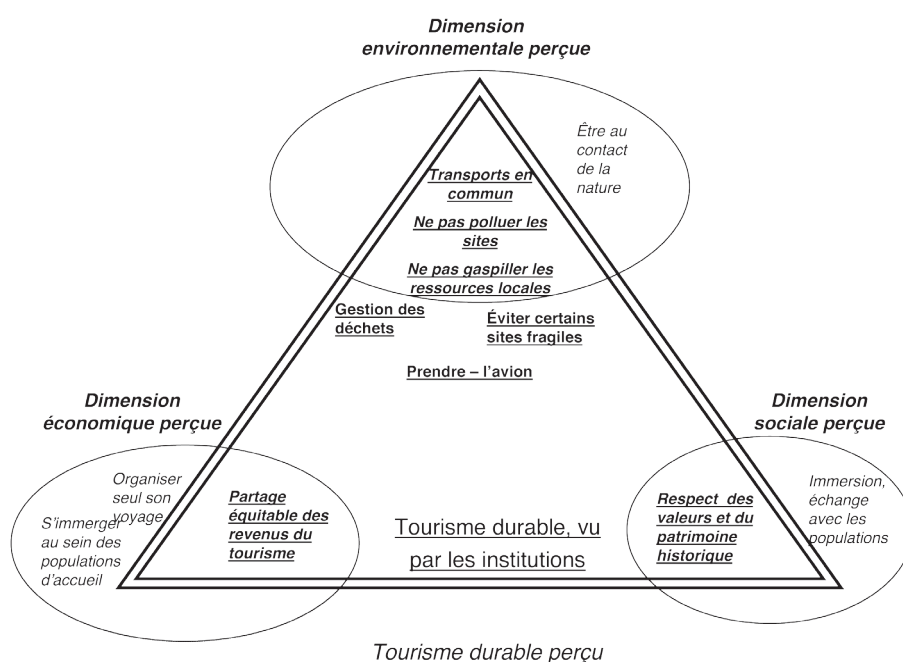 Dimension
environnementale perçue
Être au
contact
de la
nature
Transports en
commun
Ne pas polluer les
sites
Ne pas gaspiller les
ressources locales
Gestion des
déchets
Éviter certains
sites fragiles
Prendre – l’avion
Dimension
économique perçue
Dimension
sociale perçue
Organiser
seul son
voyage
S’immerger
au sein des
populations
d’accueil
Partage
équitable des
revenus du
tourisme
Tourisme durable, vu
par les institutions
Respect des
valeurs et du
patrimoine
historique
Immersion,
échange
avec les
populations
Tourisme durable perçu